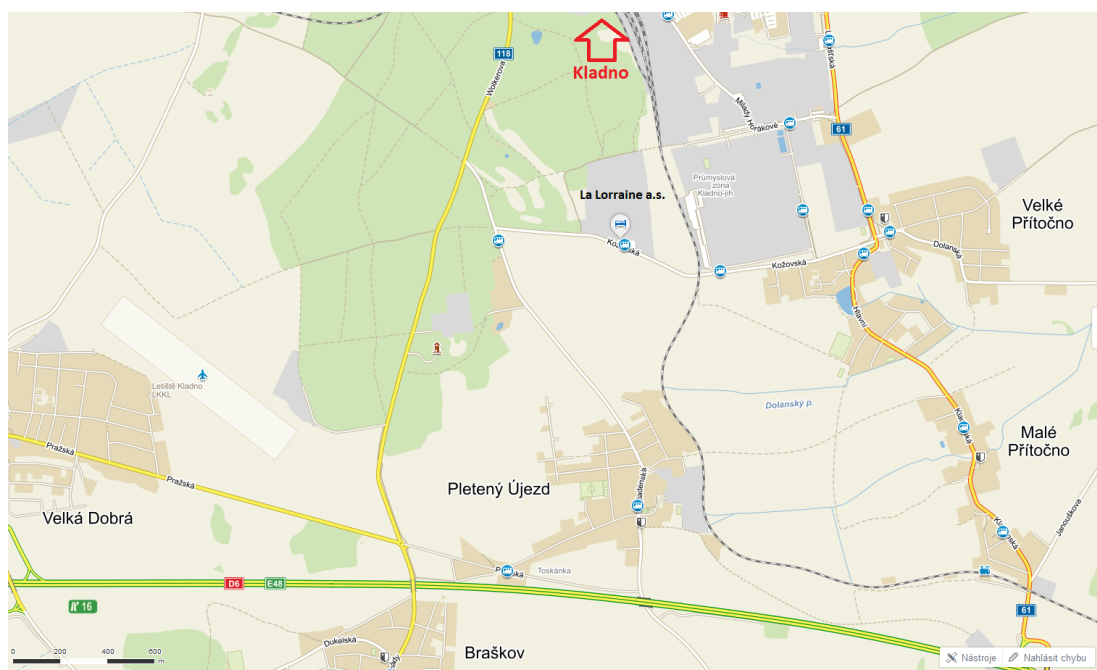 Kladno
118
Wolkerova
Milady Horákové
61
La Lorraine a.s.
Průmyslová
zóna
Kladno-jih
Velké
Přítočno
Dolanská
Kožovská
Hlavní
Letiště Kladno
LKKL
Dolanský p.
Malé
Přítočno
Pražská
Pražská
Pletený Újezd
Velká Dobrá
Janouškova
Toskánka
D6
E48
16
61
Dukelská
Braškov
0 200 400 600
m
Nástroje
Nahlásit chybu